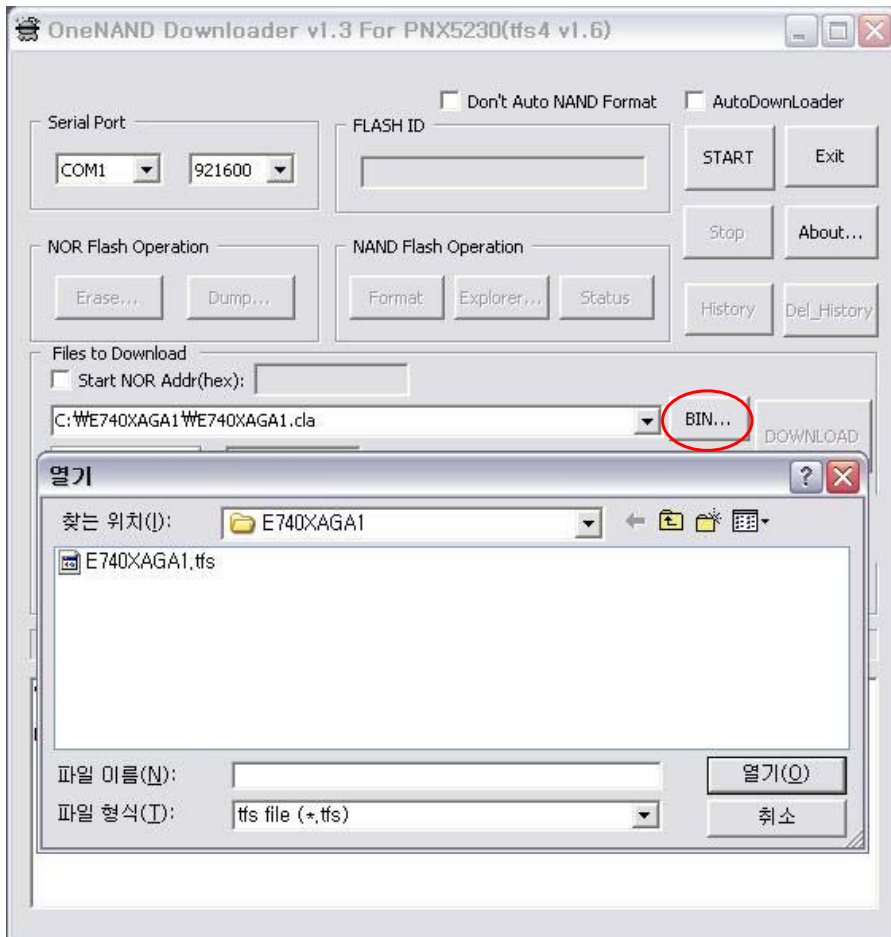 OneNAND Downloader v1.3 For PNX5230(tfs4 v1.6)
Don't Auto NAND Format
AutoDownLoader
Serial Port
FLASH ID
COM1
921600
START
Exit
Stop
About...
NOR Flash Operation
NAND Flash Operation
Erase...
Dump...
Format
Explorer...
Status
History
Del_History
Files to Download
Start NOR Addr(hex):
C:₩E740XAGA1₩E740XAGA1.cla
BIN...
DOWNLOAD
열기
찾는 위치(I):
E740XAGA1
E740XAGA1.tfs
파일 이름(N):
열기(O)
파일 형식(T):
tfs file (*.tfs)
취소